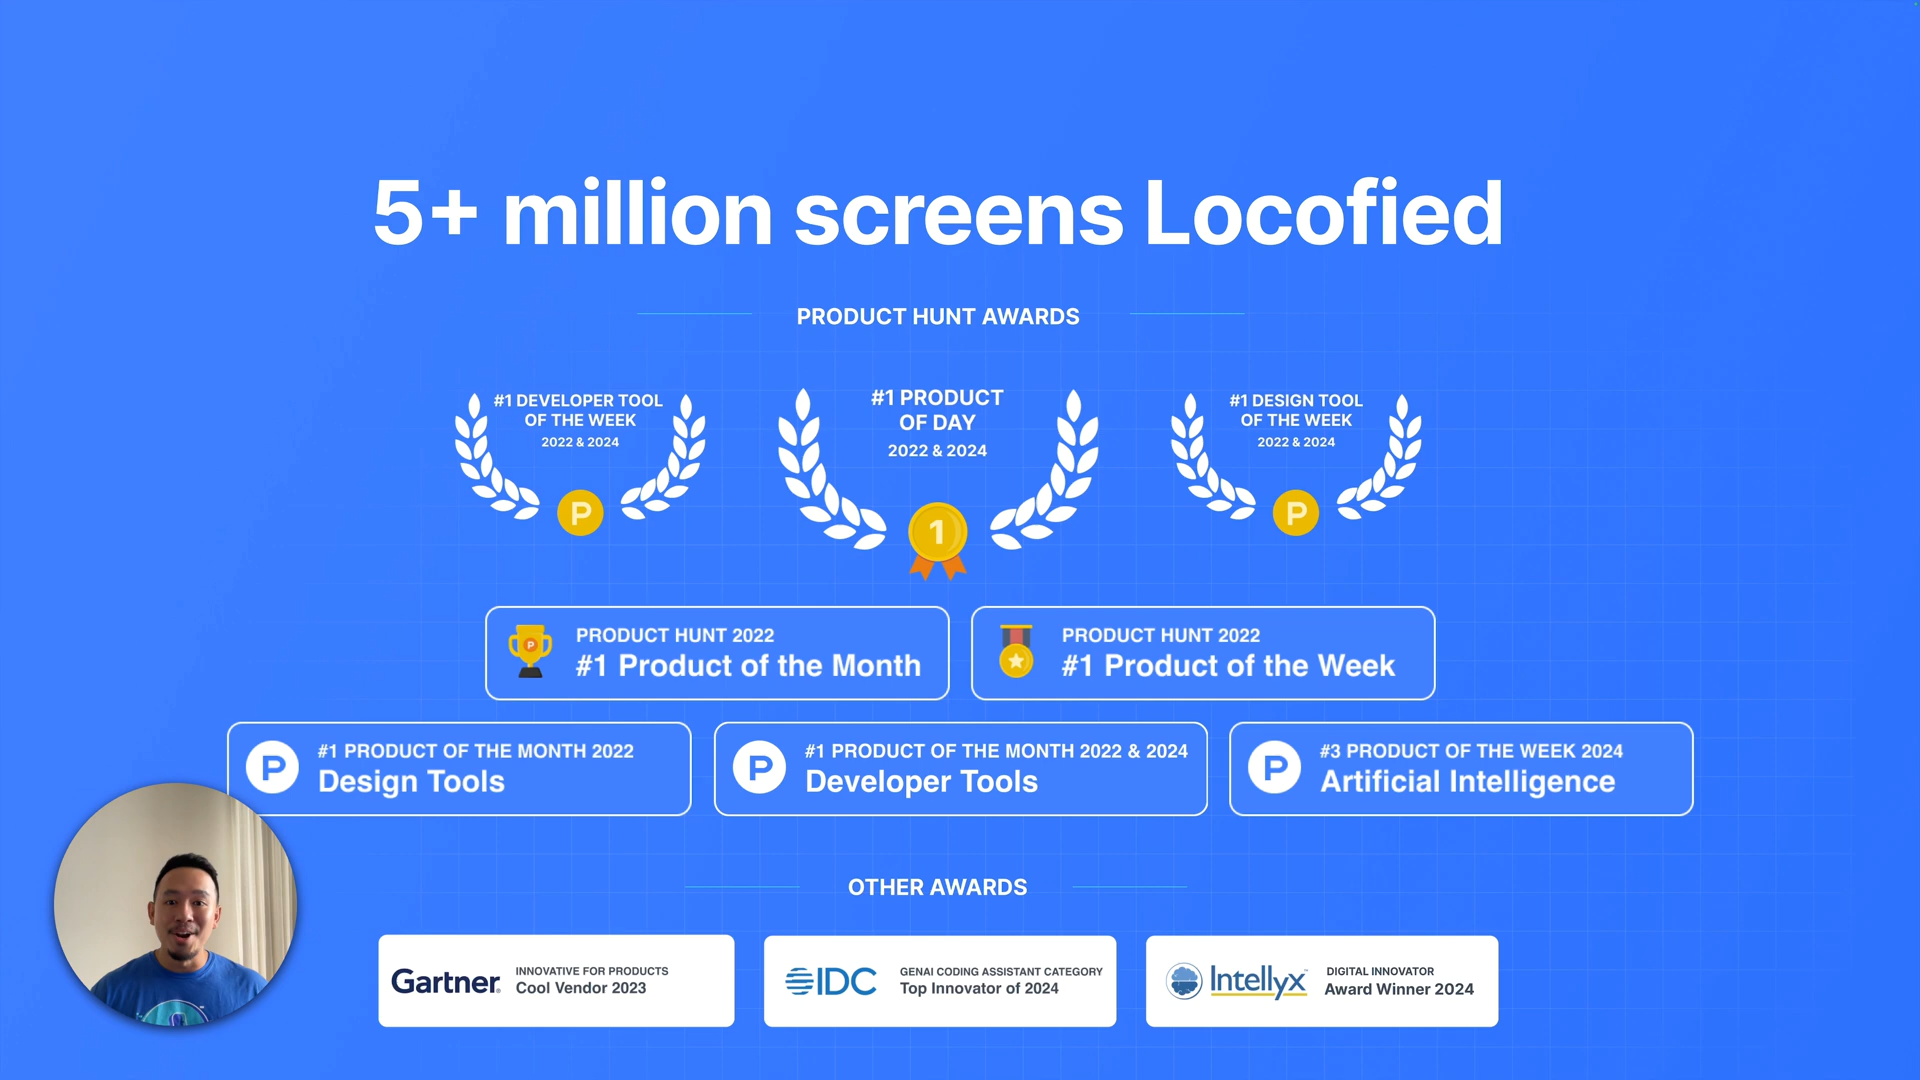 5+ million screens Locofied
PRODUCT HUNT AWARDS
#1 DEVELOPER TOOL
OF THE WEEK
2022 & 2024
P
#1 PRODUCT
OF DAY
2022 & 2024
1
#1 DESIGN TOOL
OF THE WEEK
2022 & 2024
P
P
PRODUCT HUNT 2022
#1 Product of the Month
PRODUCT HUNT 2022
#1 Product of the Week
P
#1 PRODUCT OF THE MONTH 2022
Design Tools
P
#1 PRODUCT OF THE MONTH 2022 & 2024
Developer Tools
P
#3 PRODUCT OF THE WEEK 2024
Artificial Intelligence
OTHER AWARDS
Gartner
INNOVATIVE FOR PRODUCTS
Cool Vendor 2023
IDC
GENAI CODING ASSISTANT CATEGORY
Top Innovator of 2024
Intellyx
DIGITAL INNOVATOR
Award Winner 2024